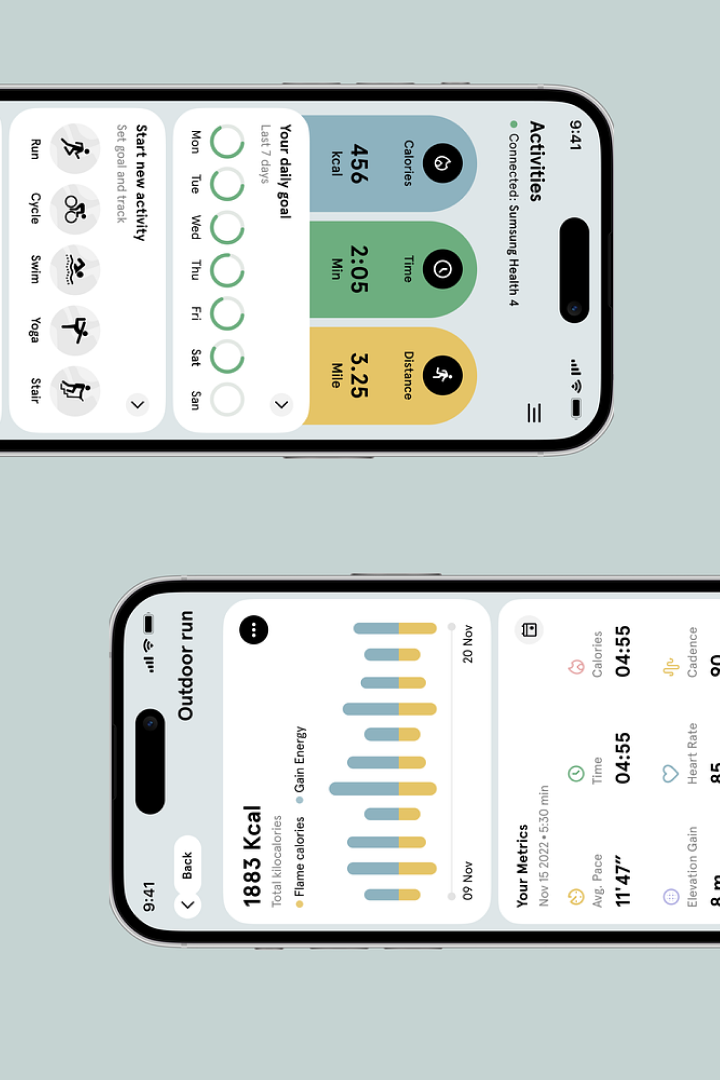 9:41
Activities
Connected: Sumsung Health 4
Calories
456
kcal
Time
2:05
Min
Distance
3.25
Mile
Your daily goal
Last 7 days
Mon Tue Wed Thu Fri Sat San
Start new activity
Set goal and track
Run Cycle Swim Yoga Stair
9:41
Back
Outdoor run
1883 Kcal
Total kilocalories
Flame calories Gain Energy
09 Nov 20 Nov
Your Metrics
Nov 15 2022 • 5:30 min
Avg. Pace Time Calories
11'47” 04:55 04:55
Elevation Gain Heart Rate Cadence
8 m 85 90